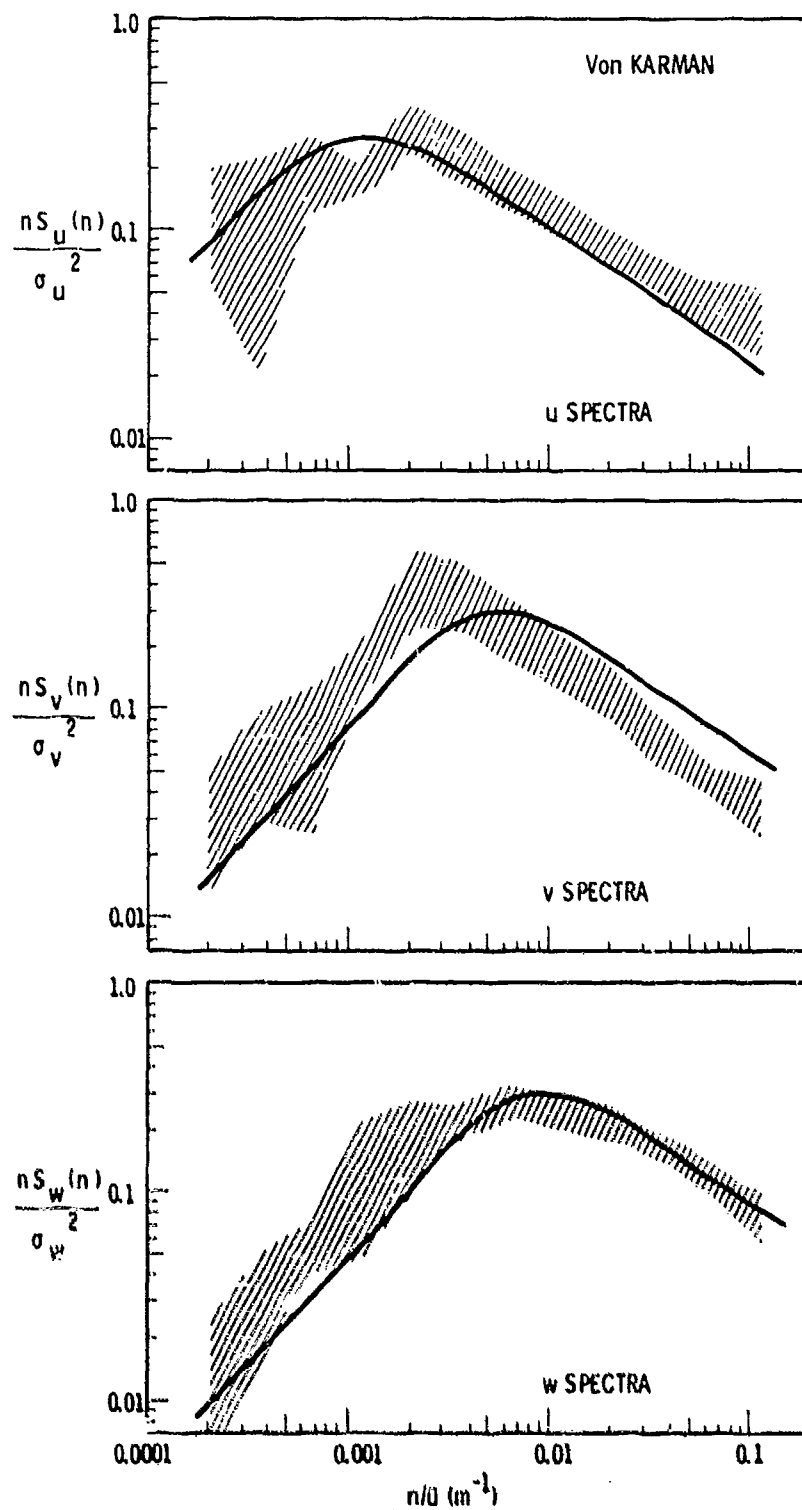 1.0
Von KARMAN
nS_u(n)
σ_u^2
0.1
u SPECTRA
0.01
1.0
nS_v(n)
σ_v^2
0.1
v SPECTRA
0.01
1.0
nS_w(n)
σ_w^2
0.1
w SPECTRA
0.01
0.0001 0.001 0.01 0.1
n/ū (m^-1)